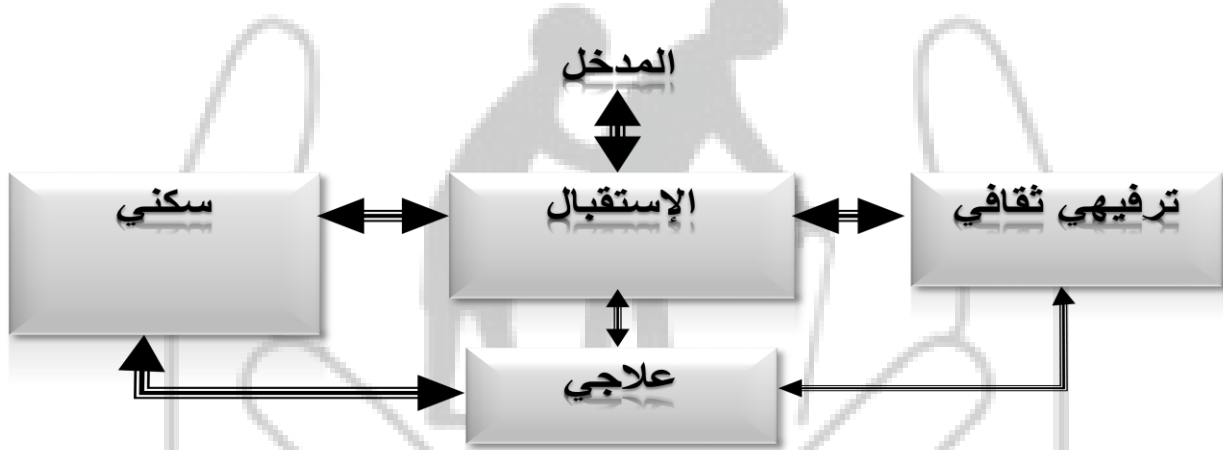 المدخل
ترفيهي ثقافي
الإستقبال
سكني
علاجي